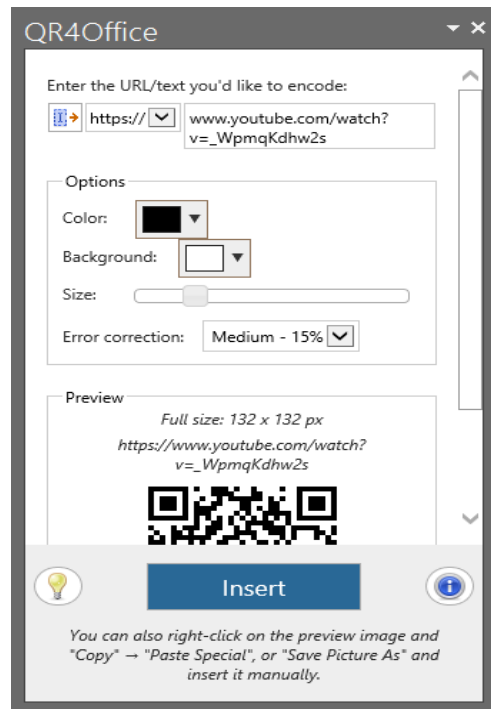 QR4Office
Enter the URL/text you'd like to encode:
https:// www.youtube.com/watch?
v=_WpmqKdhw2s
Options
Color:
Background:
Size:
Error correction: Medium - 15%
Preview
Full size: 132 x 132 px
https://www.youtube.com/watch?
v=_WpmqKdhw2s
Insert
You can also right-click on the preview image and
"Copy" → "Paste Special", or "Save Picture As" and
insert it manually.